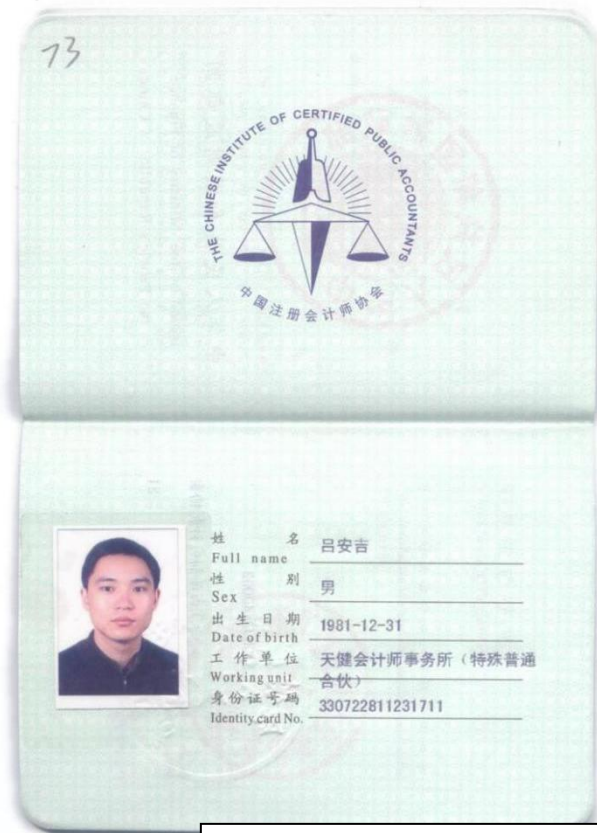 73
THE CHINESE INSTITUTE OF CERTIFIED PUBLIC ACCOUNTANTS
中国注册会计师协会
姓 名 吕安吉
Full name
性 别 男
Sex
出生日期 1981-12-31
Date of birth
工作单位 天健会计师事务所（特殊普通
Working unit 合伙）
身份证号码 330722811231711
Identity card No.